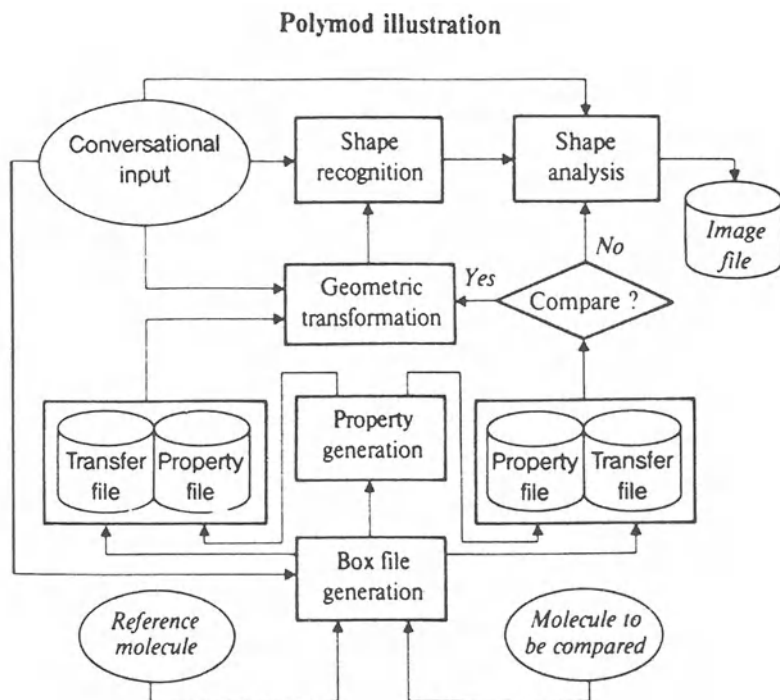 Polymod illustration
Conversational
input
Shape
recognition
Shape
analysis
Image
file
No
Yes
Geometric
transformation
Compare ?
Transfer
file
Property
file
Property
generation
Property
file
Transfer
file
Box file
generation
Reference
molecule
Molecule to
be compared